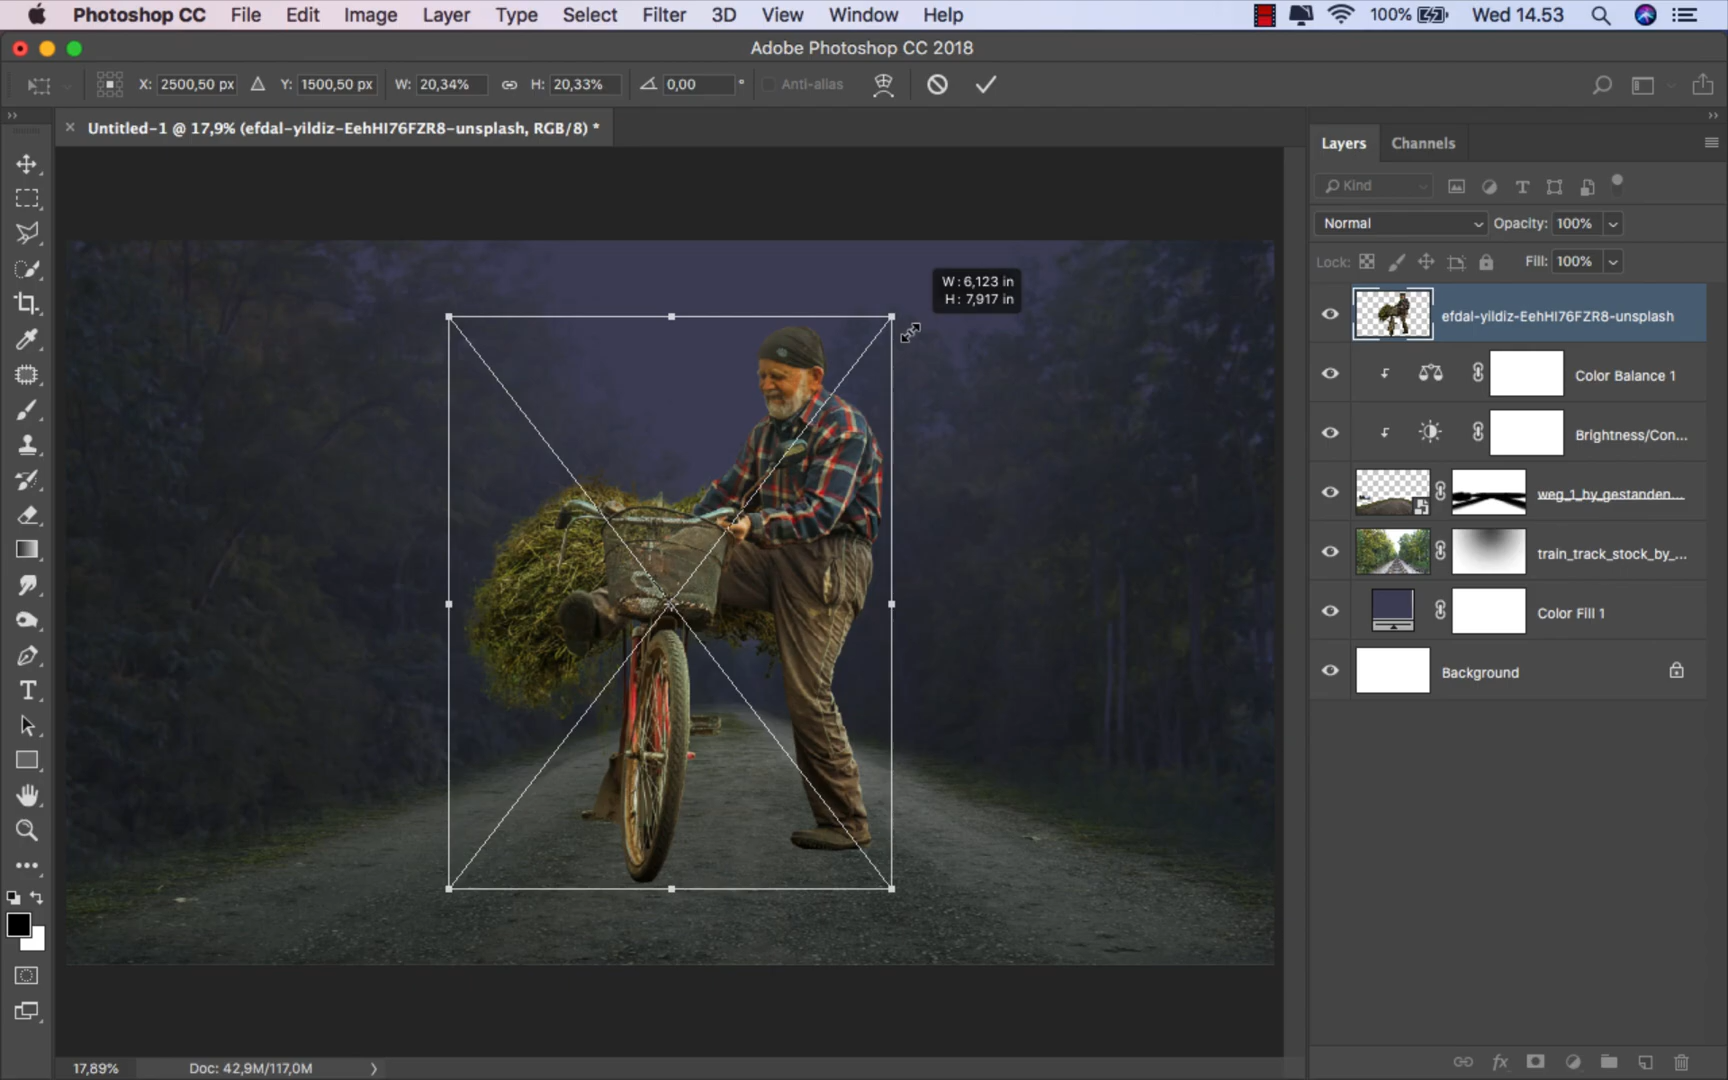 Photoshop CC File Edit Image Layer Type Select Filter 3D View Window Help 100% Wed 14.53
Adobe Photoshop CC 2018
X: 2500,50 px Y: 1500,50 px W: 20,34% H: 20,33% 0,00 ° Anti-alias
Untitled-1 @ 17,9% (efdal-yildiz-EehHI76FZR8-unsplash, RGB/8) *
W : 6,123 in
H : 7,917 in
Layers Channels
Kind
Normal Opacity: 100%
Lock: Fill: 100%
efdal-yildiz-EehHI76FZR8-unsplash
Color Balance 1
Brightness/Con...
weg_1_by_gestanden...
train_track_stock_by_...
Color Fill 1
Background
17,89% Doc: 42,9M/117,0M